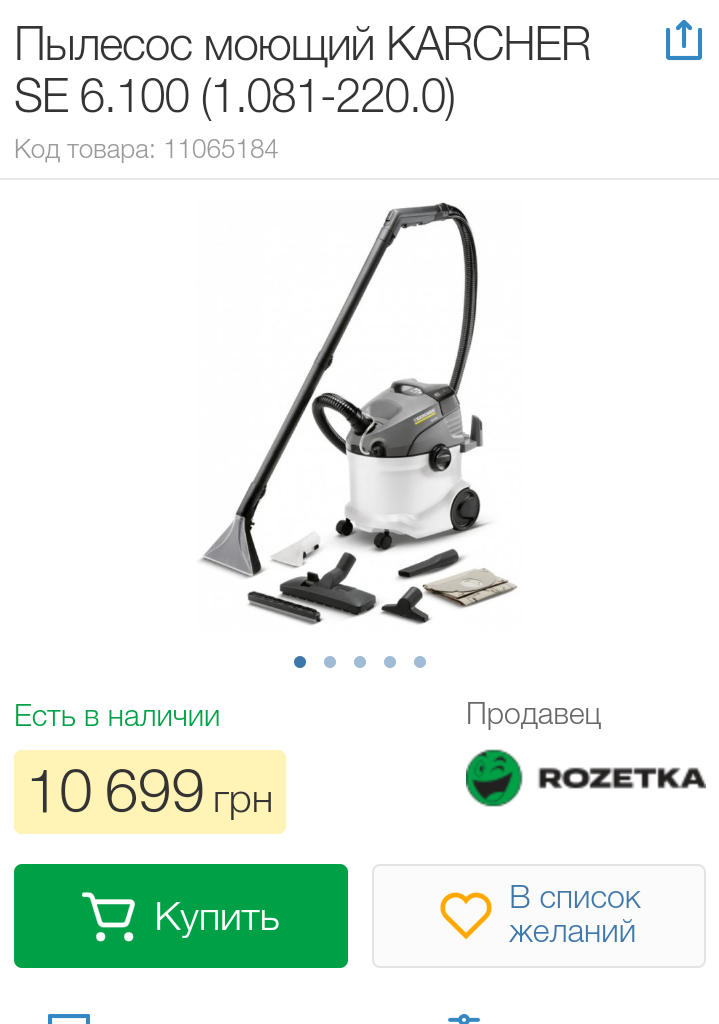 Пылесос моющий KARCHER
SE 6.100 (1.081-220.0)
Код товара: 11065184
Есть в наличии
Продавец
10 699 грн
ROZETKA
Купить
В список
желаний